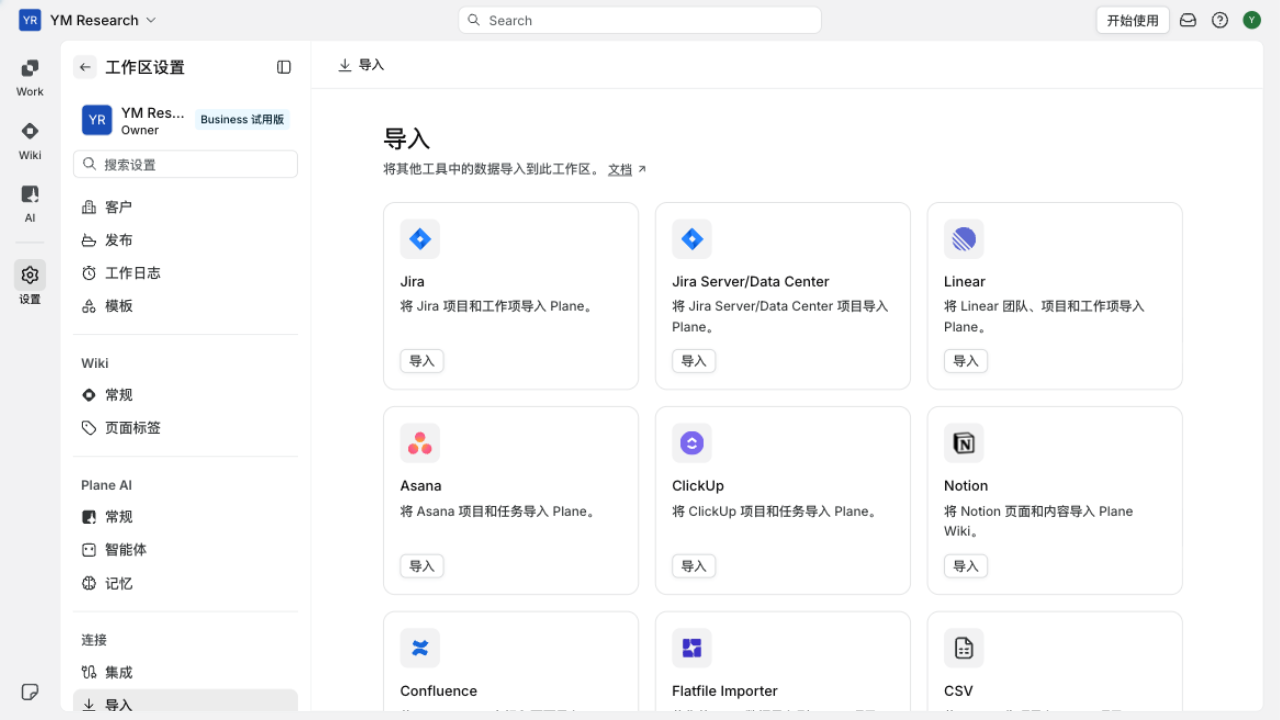 YR YM Research
Search
开始使用
Y
Work
Wiki
AI
设置
工作区设置
YR
YM Res...
Owner
Business 试用版
搜索设置
客户
发布
工作日志
模板
Wiki
常规
页面标签
Plane AI
常规
智能体
记忆
连接
集成
导入
导入
导入
将其他工具中的数据导入到此工作区。 文档
Jira
将 Jira 项目和工作项导入 Plane。
导入
Jira Server/Data Center
将 Jira Server/Data Center 项目导入
Plane。
导入
Linear
将 Linear 团队、项目和工作项导入
Plane。
导入
Asana
将 Asana 项目和任务导入 Plane。
导入
ClickUp
将 ClickUp 项目和任务导入 Plane。
导入
Notion
将 Notion 页面和内容导入 Plane
Wiki。
导入
Confluence
Flatfile Importer
CSV